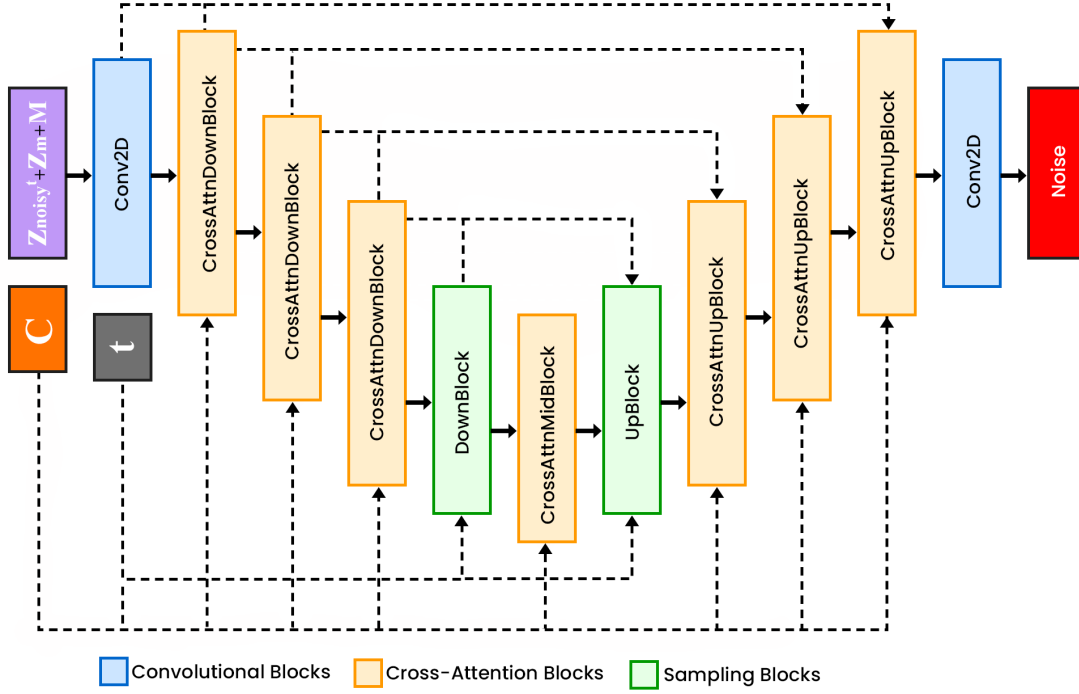 Znoisyᵗ+Zm+M
Conv2D
CrossAttnDownBlock
CrossAttnDownBlock
CrossAttnDownBlock
DownBlock
CrossAttnMidBlock
UpBlock
CrossAttnUpBlock
CrossAttnUpBlock
CrossAttnUpBlock
Conv2D
Noise
C
t
Convolutional Blocks
Cross-Attention Blocks
Sampling Blocks